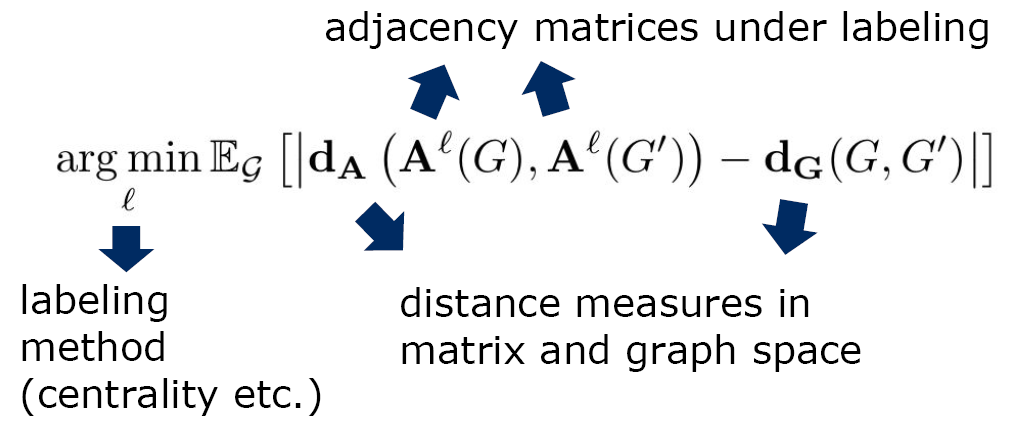 adjacency matrices under labeling
arg min 𝔼_𝒢 [|d_A (A^ℓ(G), A^ℓ(G′)) − d_G(G, G′)|]
ℓ
labeling
method
(centrality etc.)
distance measures in
matrix and graph space